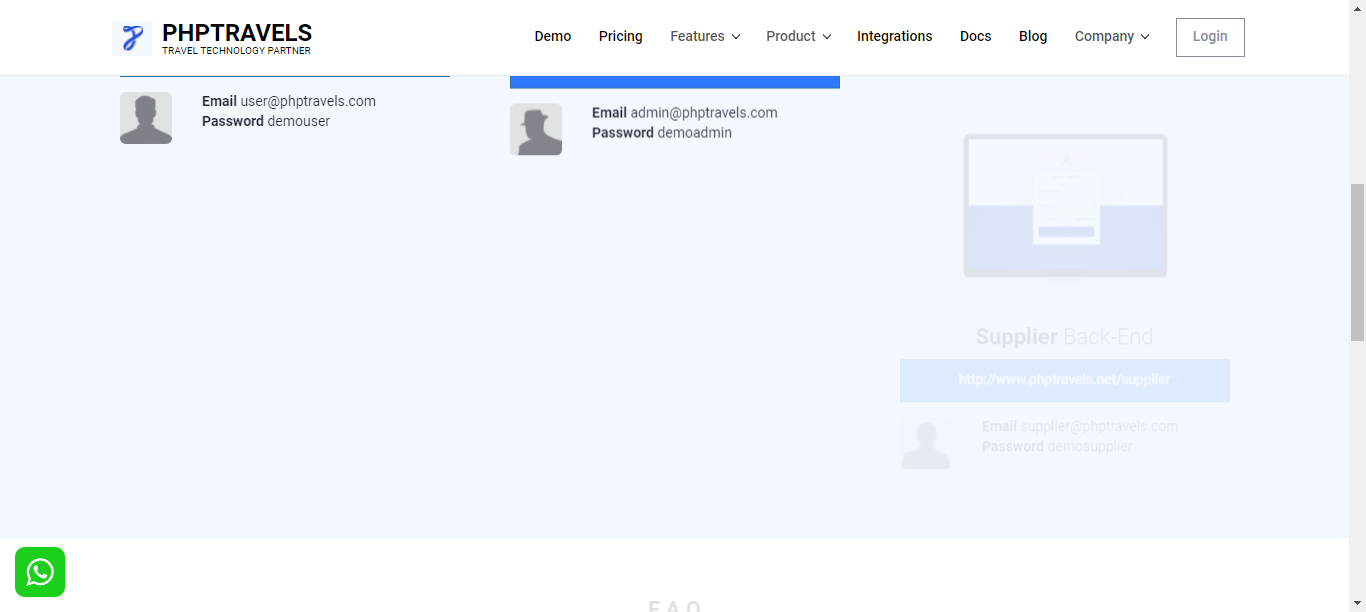 PHPTRAVELS
TRAVEL TECHNOLOGY PARTNER
Demo Pricing Features Product Integrations Docs Blog Company Login
Email user@phptravels.com
Password demouser
Email admin@phptravels.com
Password demoadmin
Supplier Back-End
http://www.phptravels.net/supplier
Email supplier@phptravels.com
Password demosupplier
FAQ